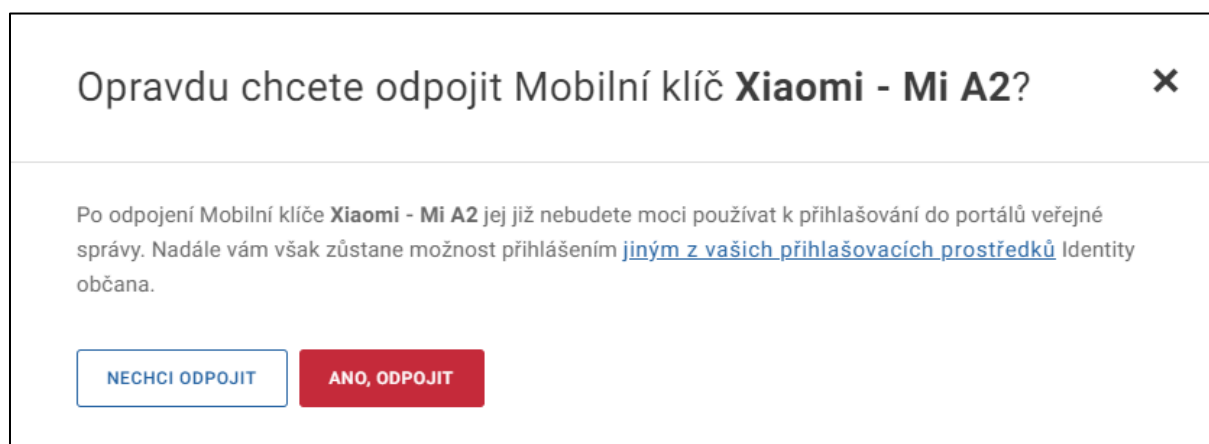 Opravdu chcete odpojit Mobilní klíč Xiaomi - Mi A2?
Po odpojení Mobilní klíče Xiaomi - Mi A2 jej již nebudete moci používat k přihlašování do portálů veřejné
správy. Nadále vám však zůstane možnost přihlášením jiným z vašich přihlašovacích prostředků Identity
občana.
NECHCI ODPOJIT
ANO, ODPOJIT